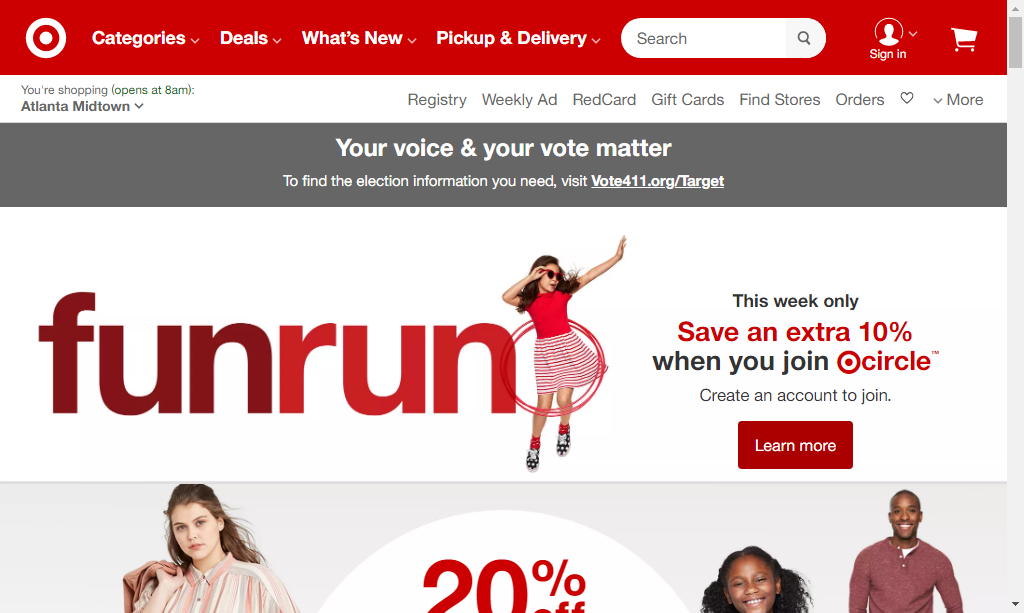 Categories Deals What's New Pickup & Delivery Search Sign in
You're shopping (opens at 8am):
Atlanta Midtown
Registry Weekly Ad RedCard Gift Cards Find Stores Orders More
Your voice & your vote matter
To find the election information you need, visit Vote411.org/Target
funrun
This week only
Save an extra 10%
when you join circle™
Create an account to join.
Learn more
20%
off